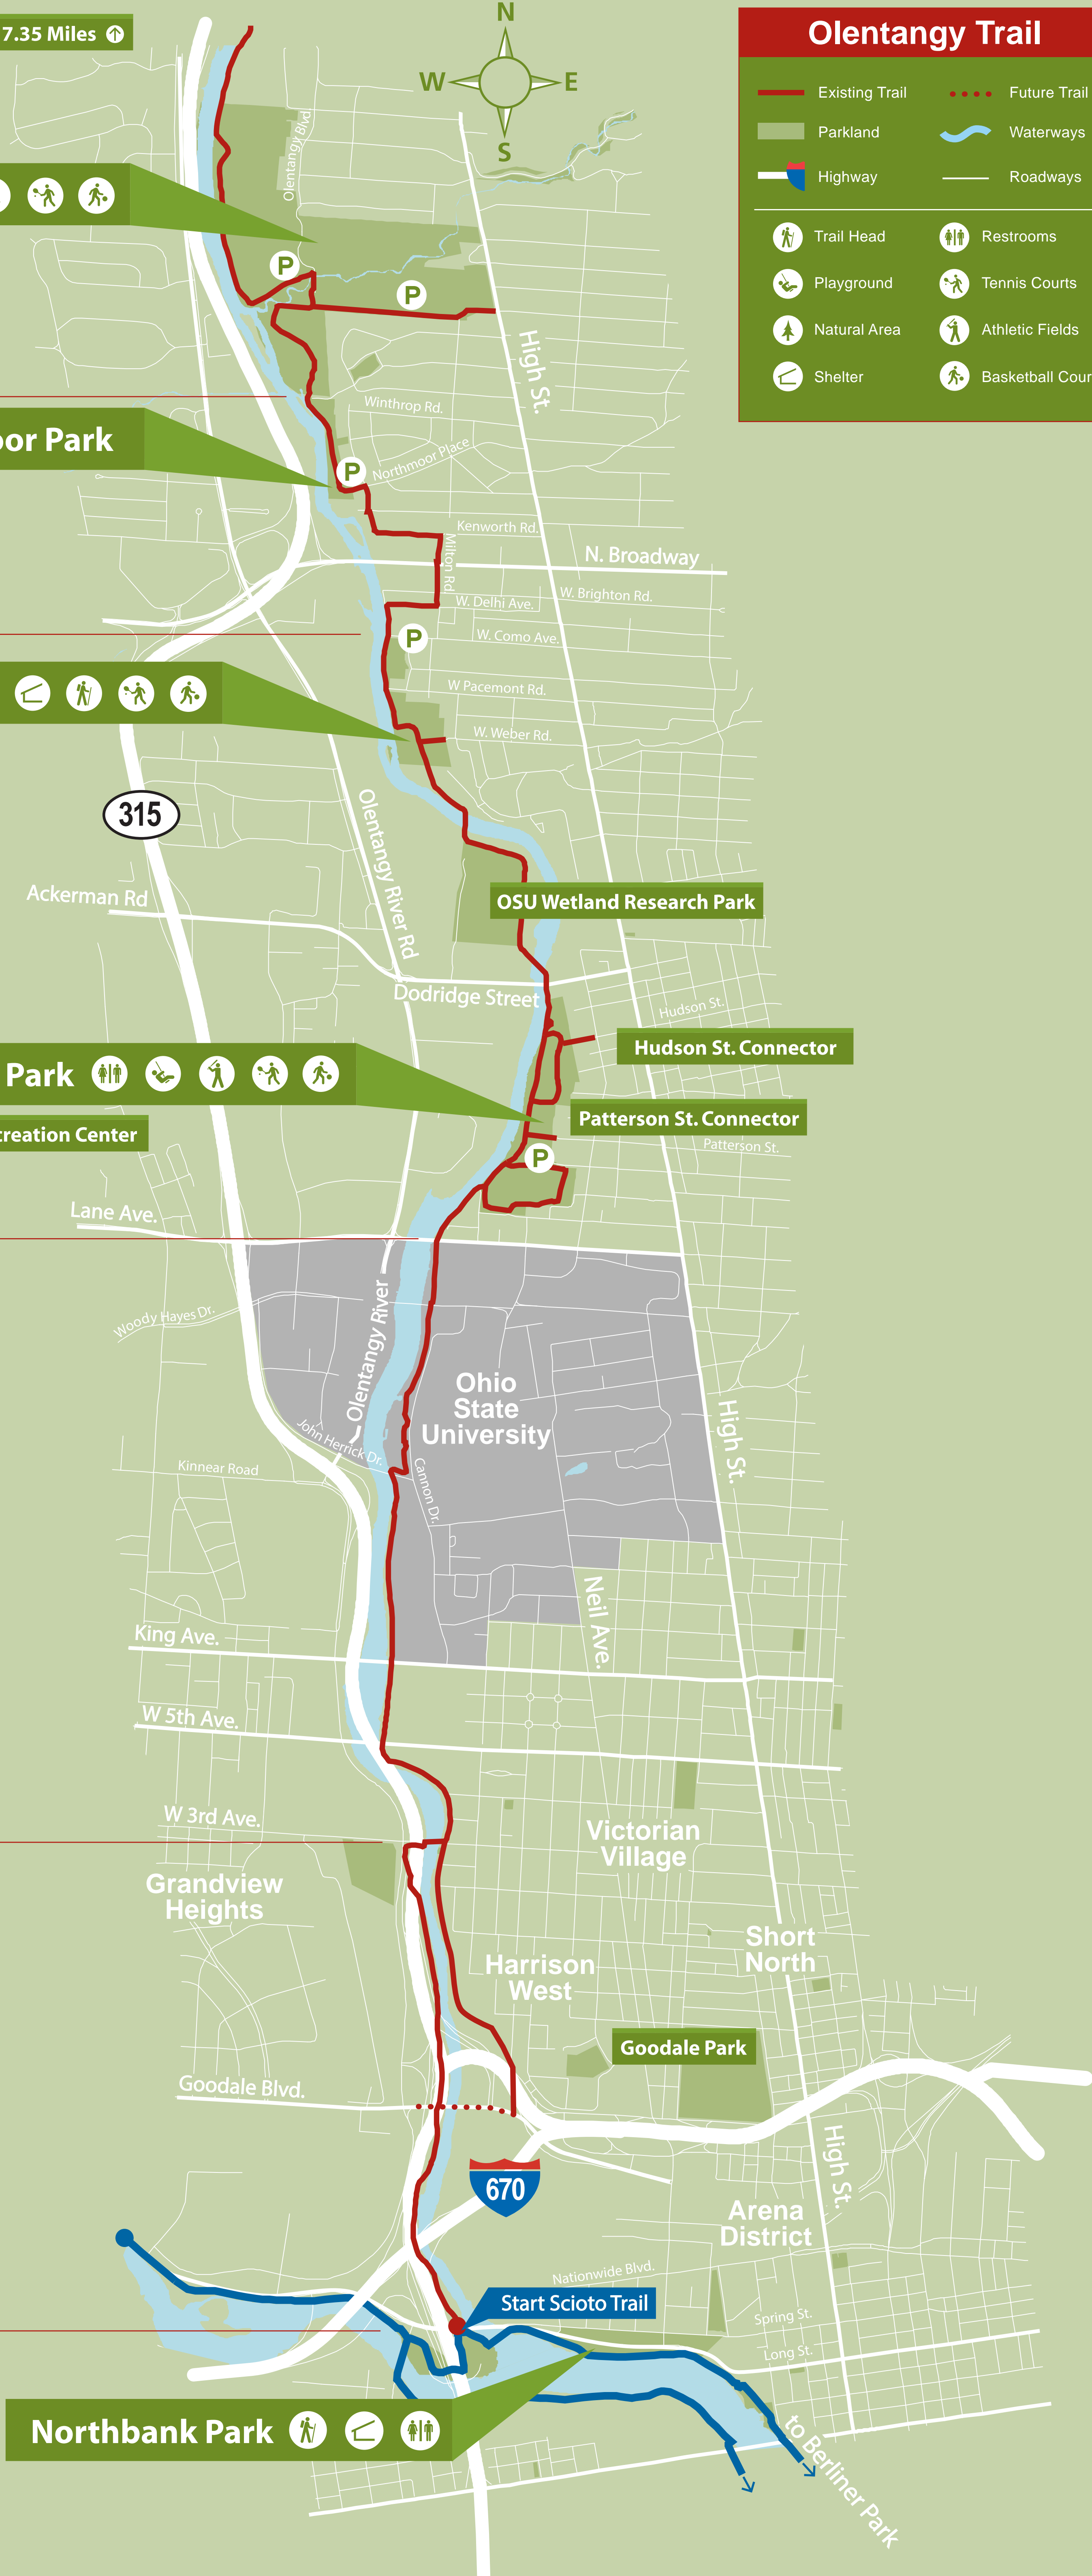 7.35 Miles
N
W
E
S
Olentangy Trail
Existing Trail
Future Trail
Parkland
Waterways
Highway
Roadways
Trail Head
Restrooms
Playground
Tennis Courts
Natural Area
Athletic Fields
Shelter
Basketball Cour
Olentangy Blvd
P
P
High St.
Winthrop Rd.
oor Park
P
Northmoor Place
Kenworth Rd.
Milton Rd
N. Broadway
W. Delhi Ave.
W. Brighton Rd.
P
W. Como Ave.
W Pacemont Rd.
W. Weber Rd.
315
Olentangy River Rd
Ackerman Rd
OSU Wetland Research Park
Dodridge Street
Hudson St.
Hudson St. Connector
Park
Patterson St. Connector
creation Center
Patterson St.
P
Lane Ave.
Woody Hayes Dr.
Olentangy River
Ohio
State
University
High St.
John Herrick Dr.
Kinnear Road
Cannon Dr.
Neil Ave.
King Ave.
W 5th Ave.
W 3rd Ave.
Victorian
Village
Grandview
Heights
Short
North
Harrison
West
Goodale Park
Goodale Blvd.
High St.
670
Arena
District
Nationwide Blvd.
Start Scioto Trail
Spring St.
Long St.
Northbank Park
to Berliner Park